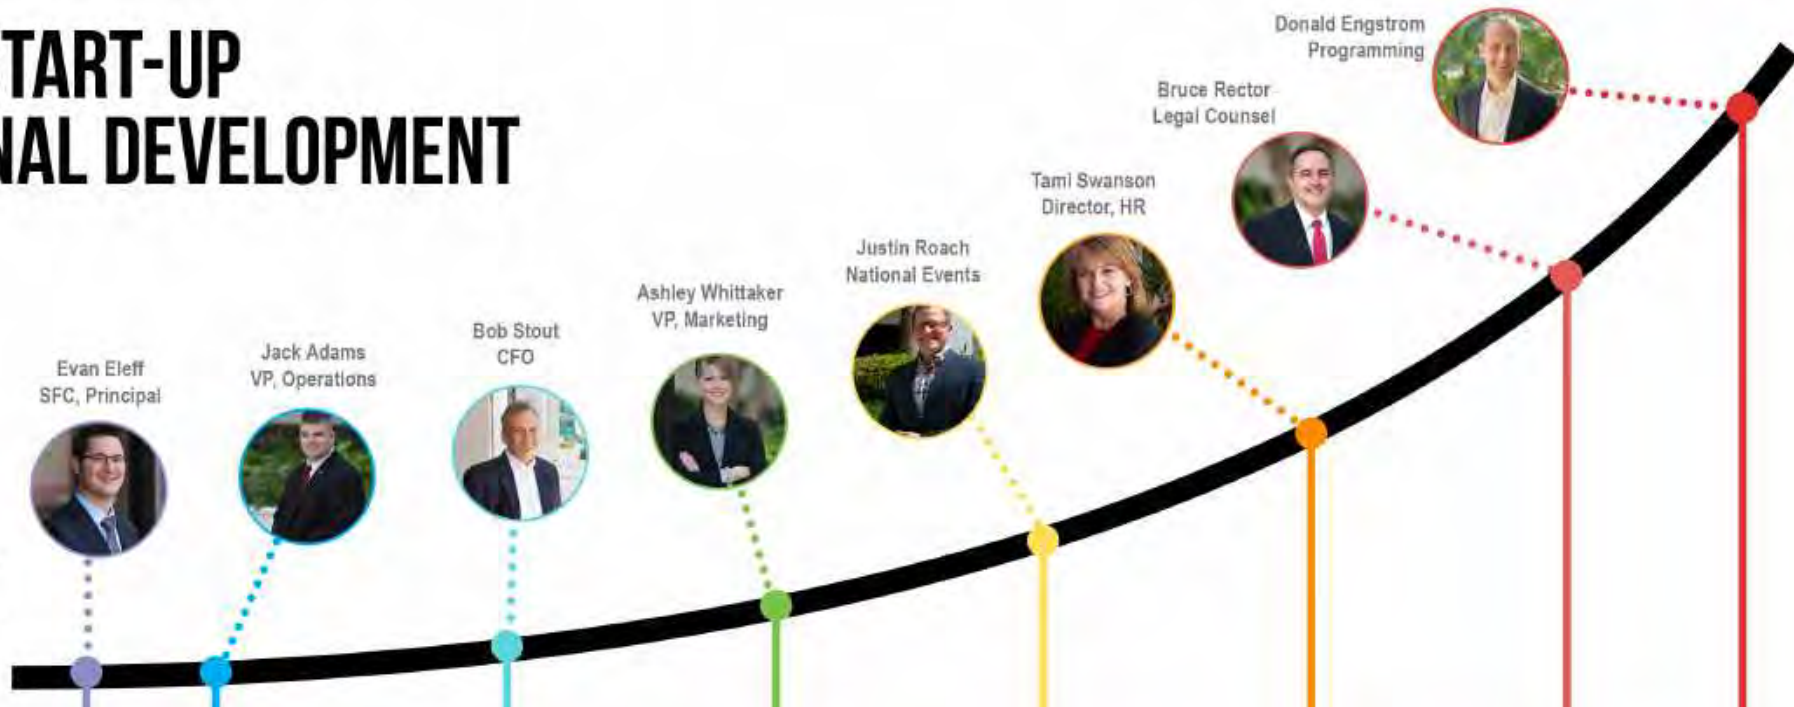 TART-UP
NAL DEVELOPMENT
Evan Eleff
SFC, Principal
Jack Adams
VP, Operations
Bob Stout
CFO
Ashley Whittaker
VP, Marketing
Justin Roach
National Events
Tami Swanson
Director, HR
Bruce Rector
Legal Counsel
Donald Engstrom
Programming